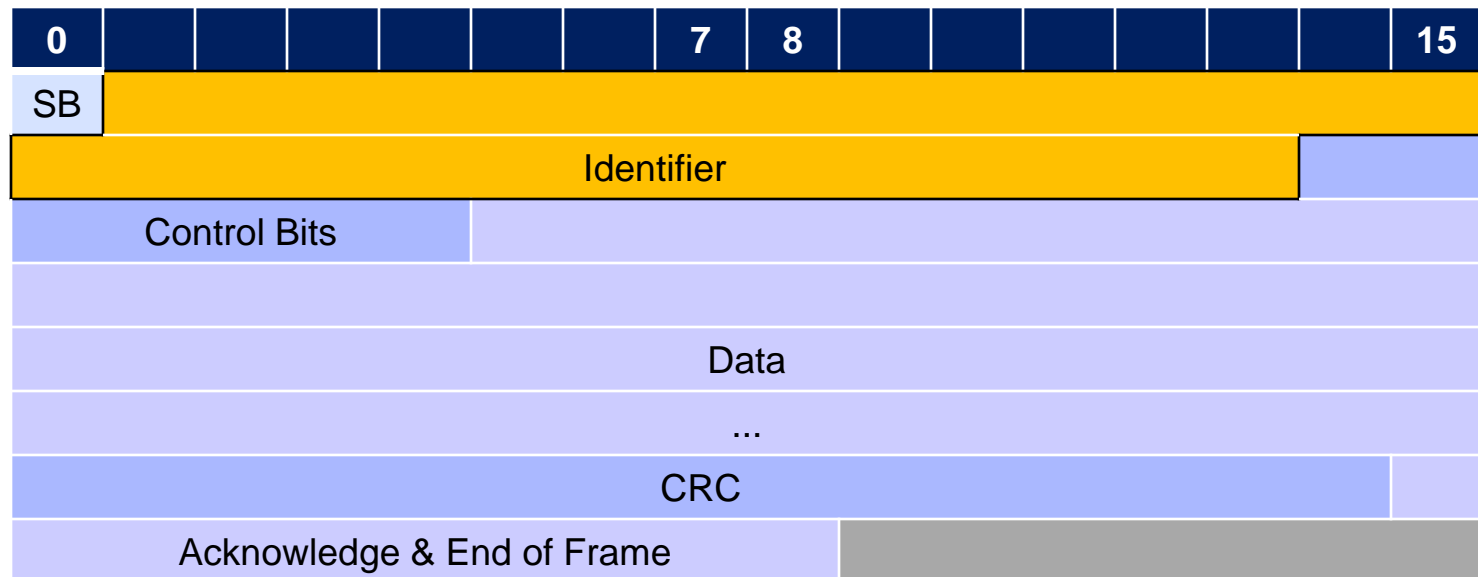 0 7 8 15
SB
Identifier
Control Bits
Data
...
CRC
Acknowledge & End of Frame